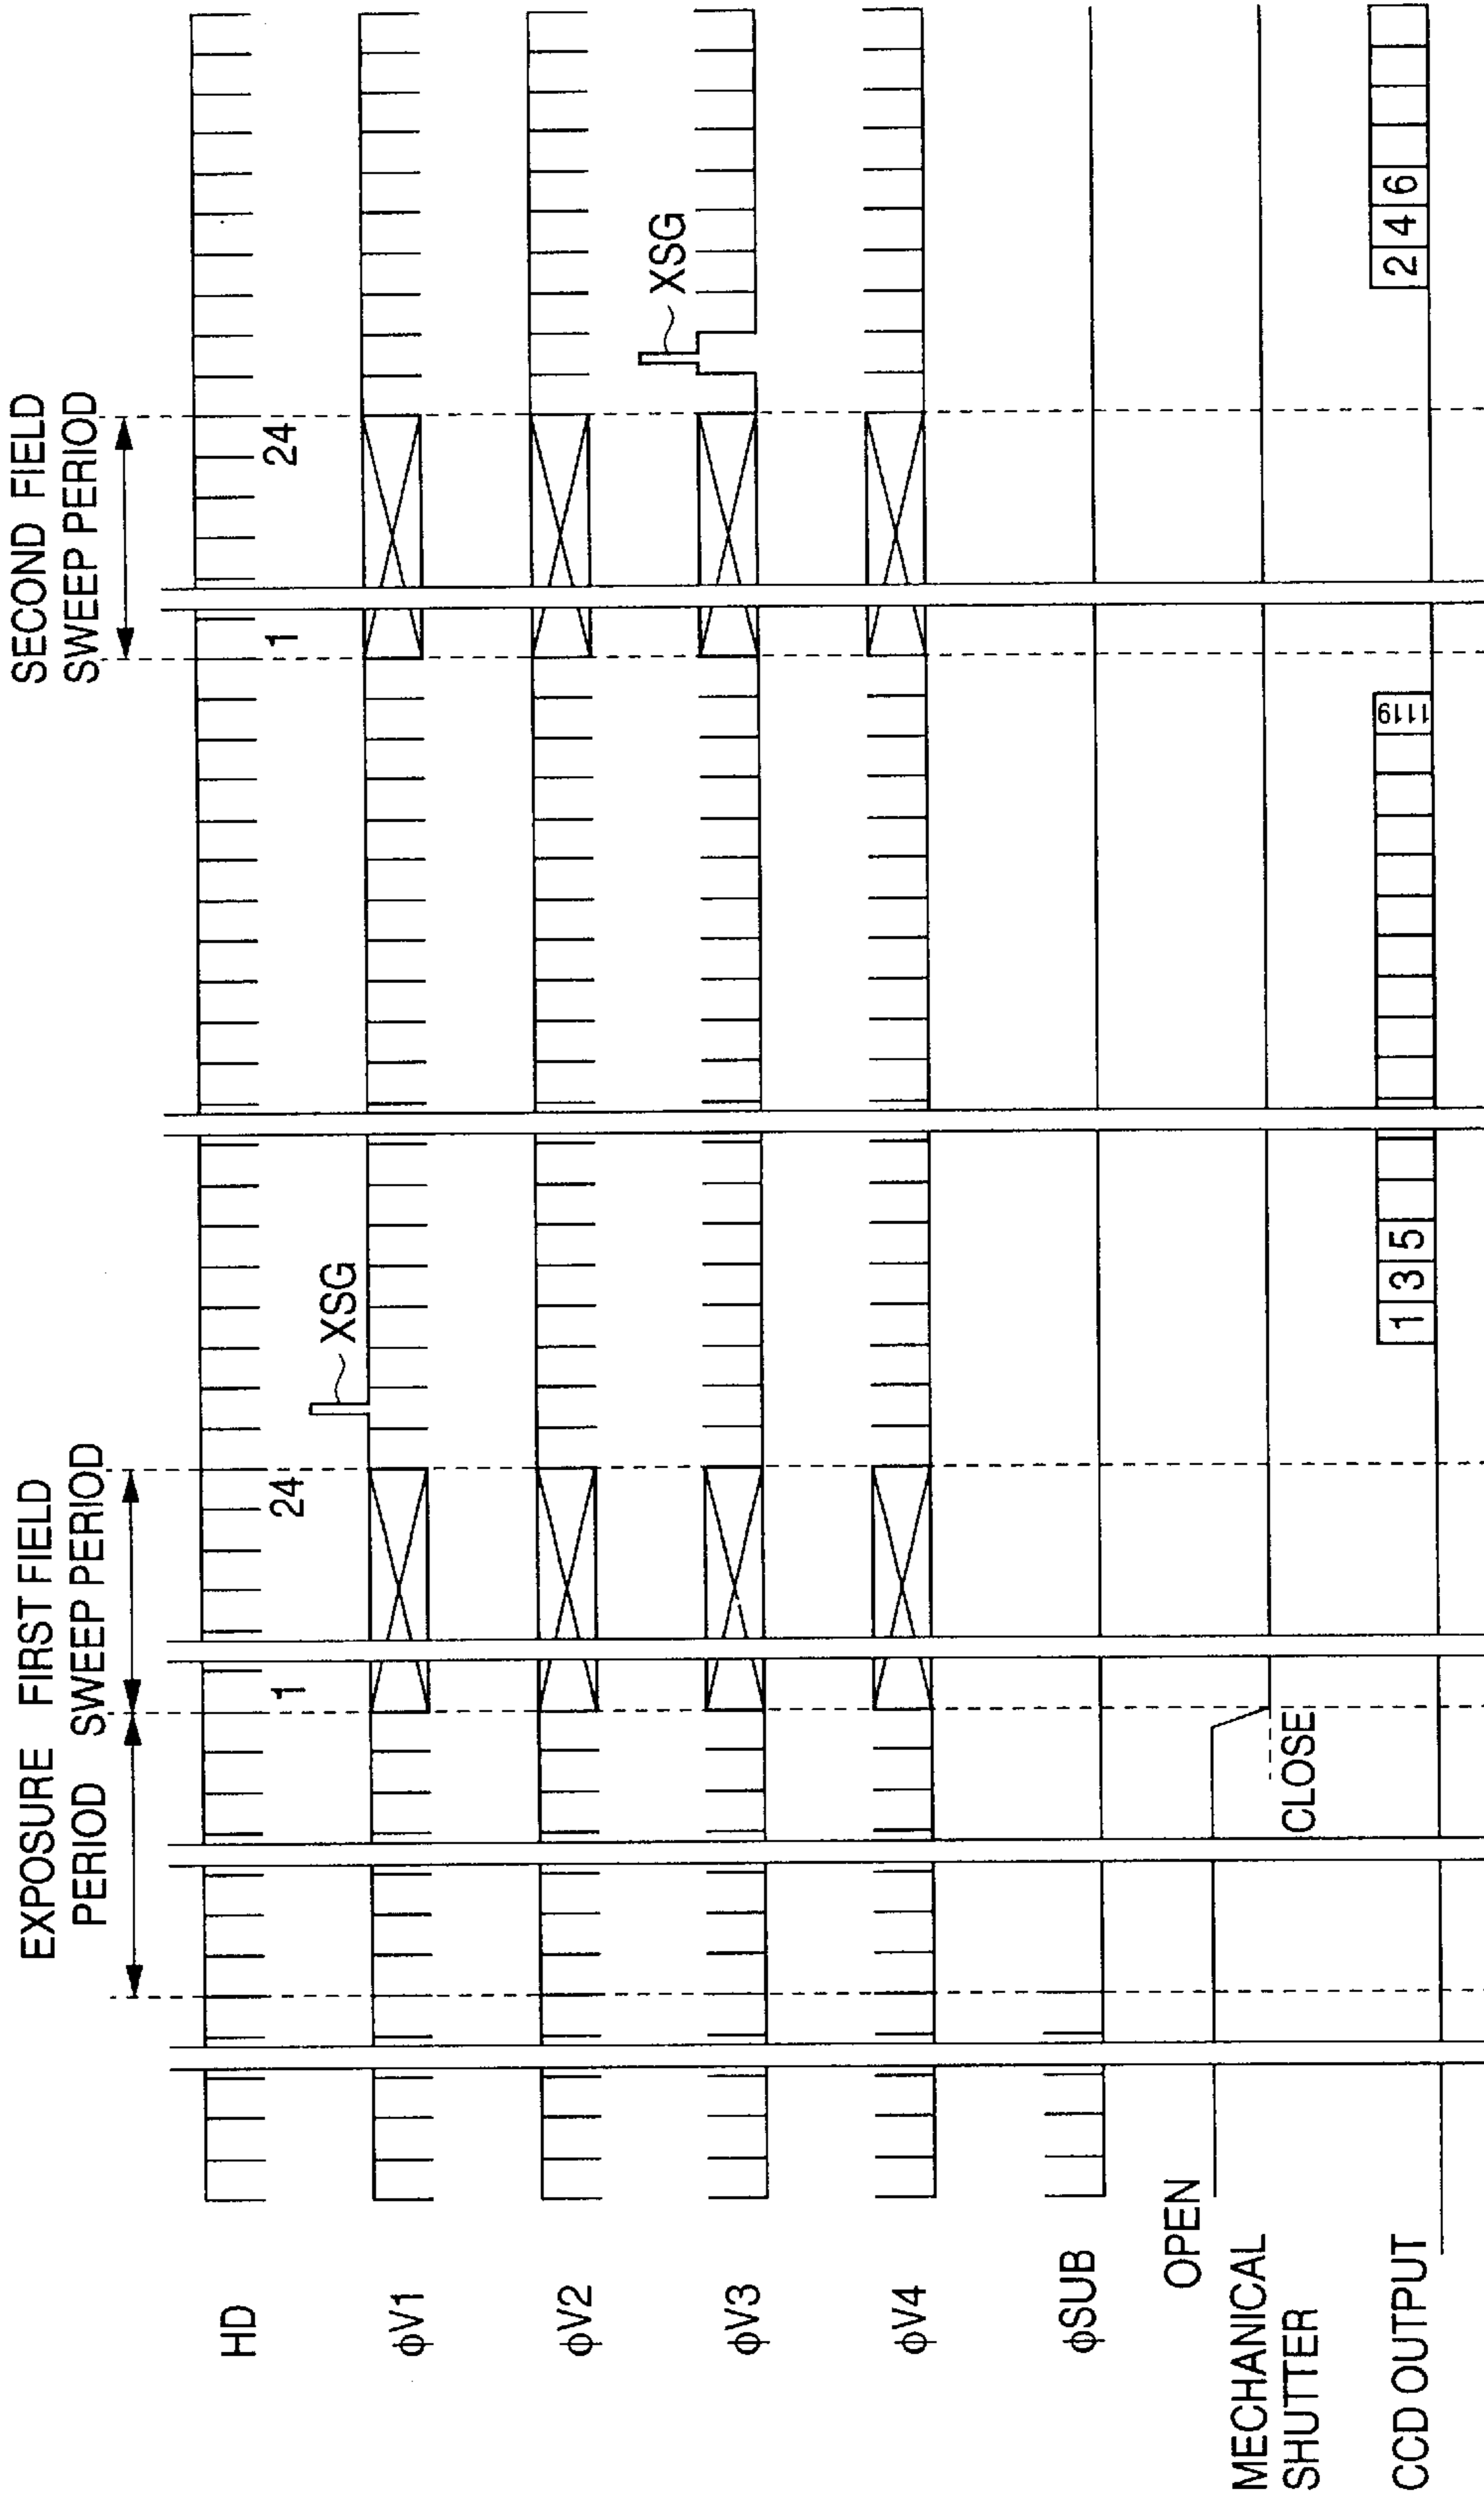 EXPOSURE
PERIOD
FIRST FIELD
SWEEP PERIOD
SECOND FIELD
SWEEP PERIOD
HD
1
24
1
24
φV1
XSG
φV2
φV3
XSG
φV4
φSUB
OPEN
MECHANICAL
SHUTTER
CLOSE
CCD OUTPUT
1 3 5
1119
2 4 6